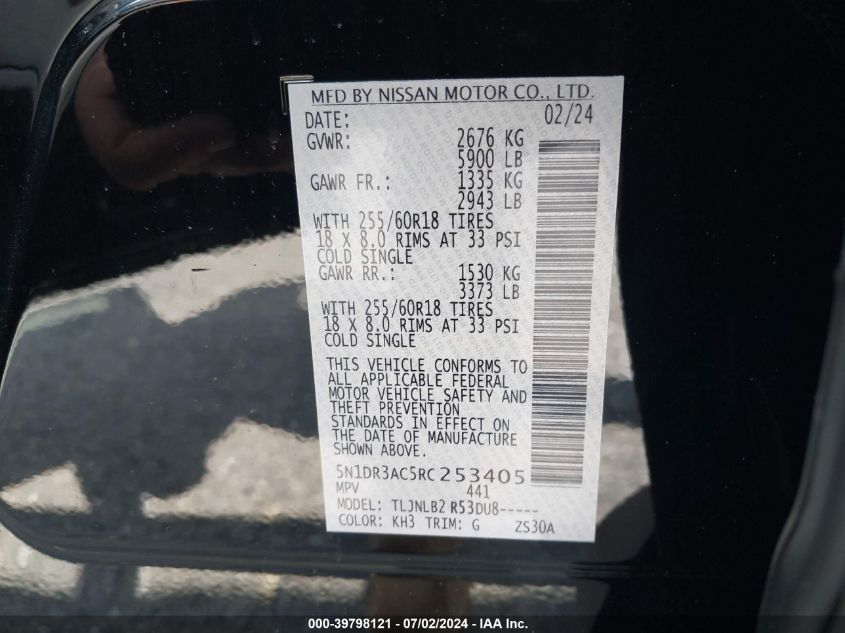 MFD BY NISSAN MOTOR CO., LTD.
DATE: 02/24
GVWR: 2676 KG
5900 LB
GAWR FR.: 1335 KG
2943 LB
WITH 255/60R18 TIRES
18 X 8.0 RIMS AT 33 PSI
COLD SINGLE
GAWR RR.: 1530 KG
3373 LB
WITH 255/60R18 TIRES
18 X 8.0 RIMS AT 33 PSI
COLD SINGLE
THIS VEHICLE CONFORMS TO
ALL APPLICABLE FEDERAL
MOTOR VEHICLE SAFETY AND
THEFT PREVENTION
STANDARDS IN EFFECT ON
THE DATE OF MANUFACTURE
SHOWN ABOVE.
5N1DR3AC5RC253405
MPV 441
MODEL: TLJNLB2 R53DU8-----
COLOR: KH3 TRIM: G ZS30A
000-39798121 - 07/02/2024 - IAA Inc.